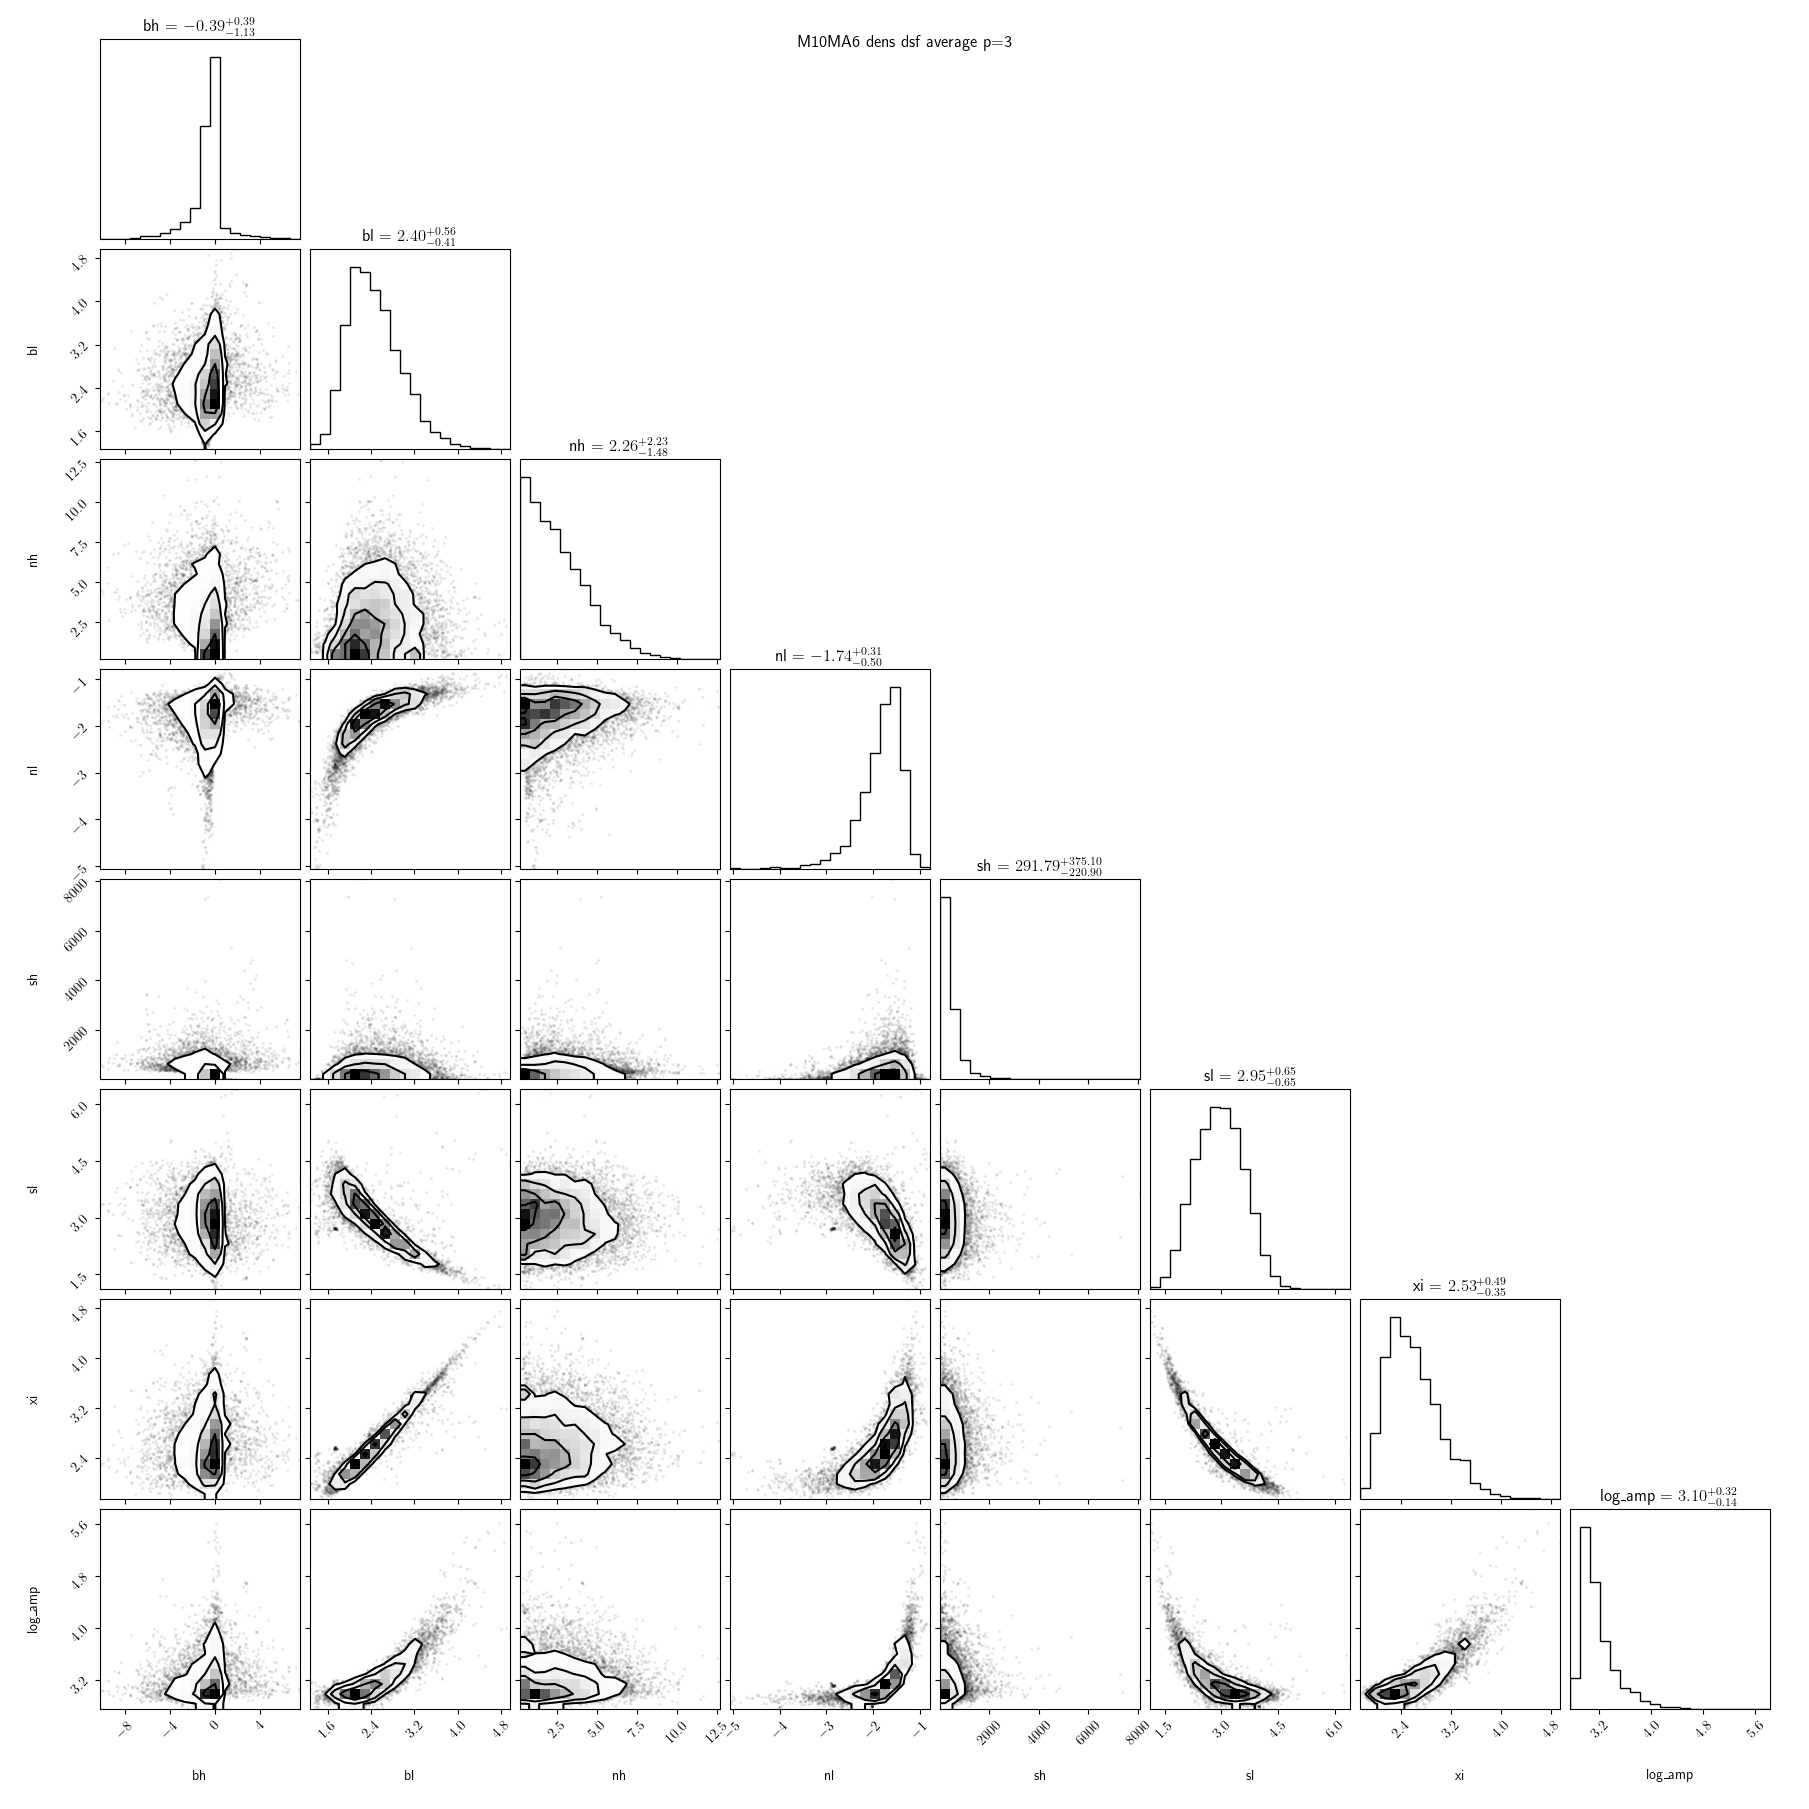 M10MA6 dens dsf average p=3
bh = −0.39 +0.39 −1.13
bl = 2.40 +0.56 −0.41
nh = 2.26 +2.23 −1.48
nl = −1.74 +0.31 −0.50
sh = 291.79 +375.10 −220.90
sl = 2.95 +0.65 −0.65
xi = 2.53 +0.49 −0.35
log_amp = 3.10 +0.32 −0.14
bl
4.8
4.0
3.2
2.4
1.6
nh
12.5
10.0
7.5
5.0
2.5
nl
−1
−2
−3
−4
−5
sh
8000
6000
4000
2000
sl
6.0
4.5
3.0
1.5
xi
4.8
4.0
3.2
2.4
log_amp
5.6
4.8
4.0
3.2
−8 −4 0 4
1.6 2.4 3.2 4.0 4.8
2.5 5.0 7.5 10.0 12.5
−5 −4 −3 −2 −1
2000 4000 6000 8000
1.5 3.0 4.5 6.0
2.4 3.2 4.0 4.8
3.2 4.0 4.8 5.6
bh bl nh nl sh sl xi log_amp